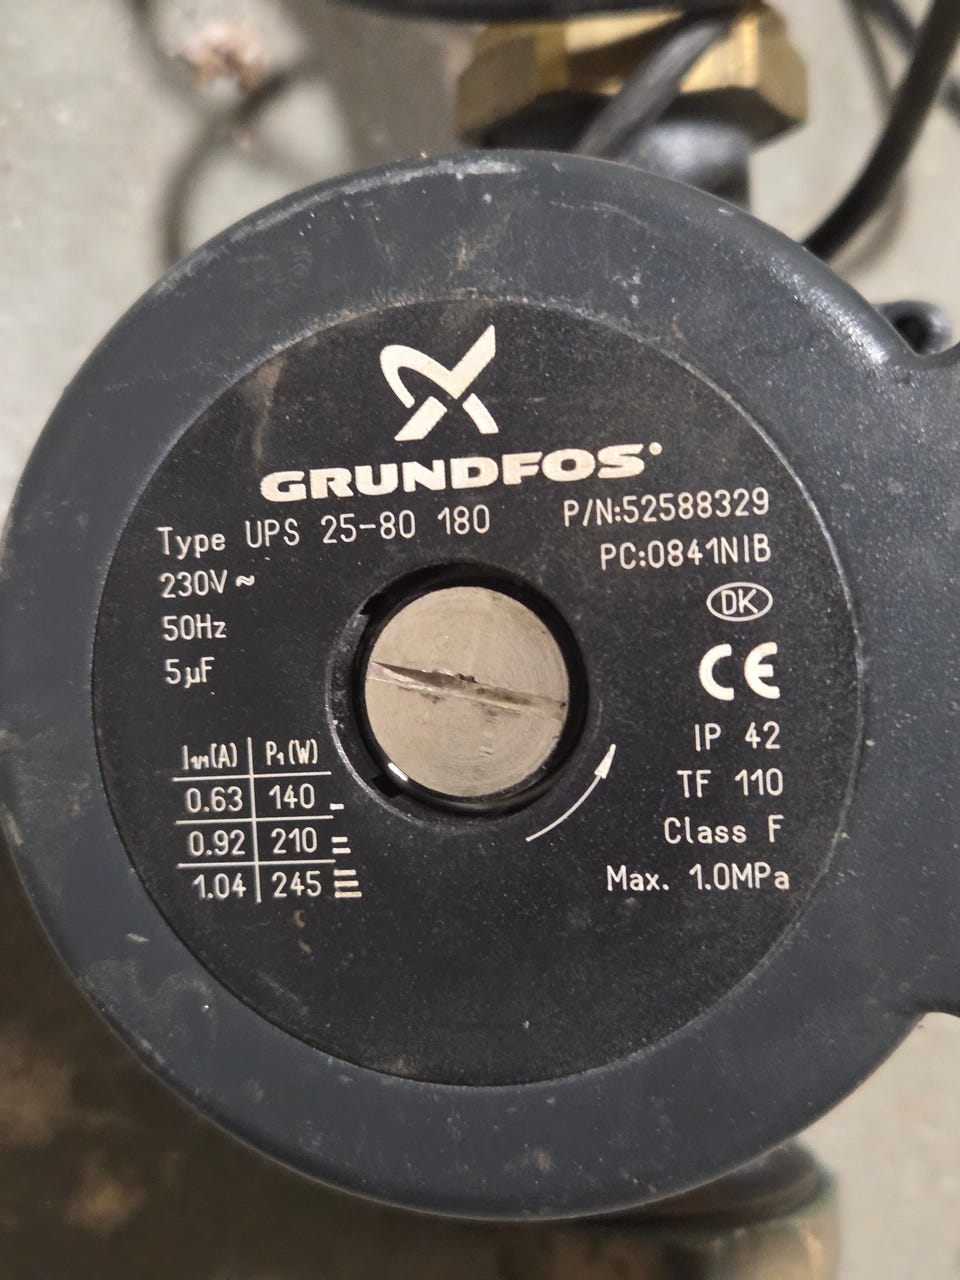 GRUNDFOS
Type UPS 25-80 180 P/N:52588329
230V ~ PC:0841NIB
50Hz DK
5µF CE
IP 42
TF 110
Class F
Max. 1.0MPa
I1/1(A) P1(W)
0.63 140
0.92 210
1.04 245